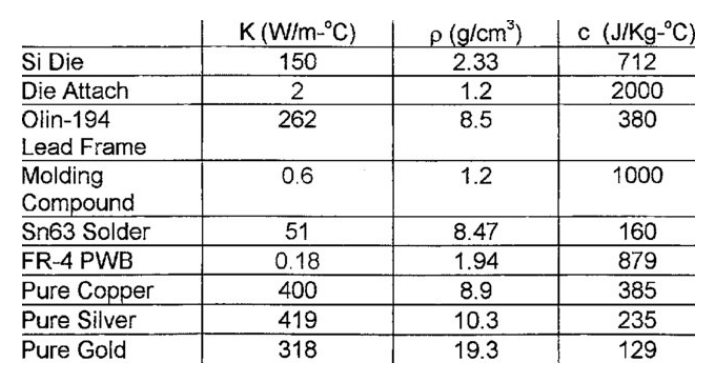 K (W/m-°C) ρ (g/cm³) c (J/Kg-°C)
Si Die 150 2.33 712
Die Attach 2 1.2 2000
Olin-194 262 8.5 380
Lead Frame
Molding 0.6 1.2 1000
Compound
Sn63 Solder 51 8.47 160
FR-4 PWB 0.18 1.94 879
Pure Copper 400 8.9 385
Pure Silver 419 10.3 235
Pure Gold 318 19.3 129